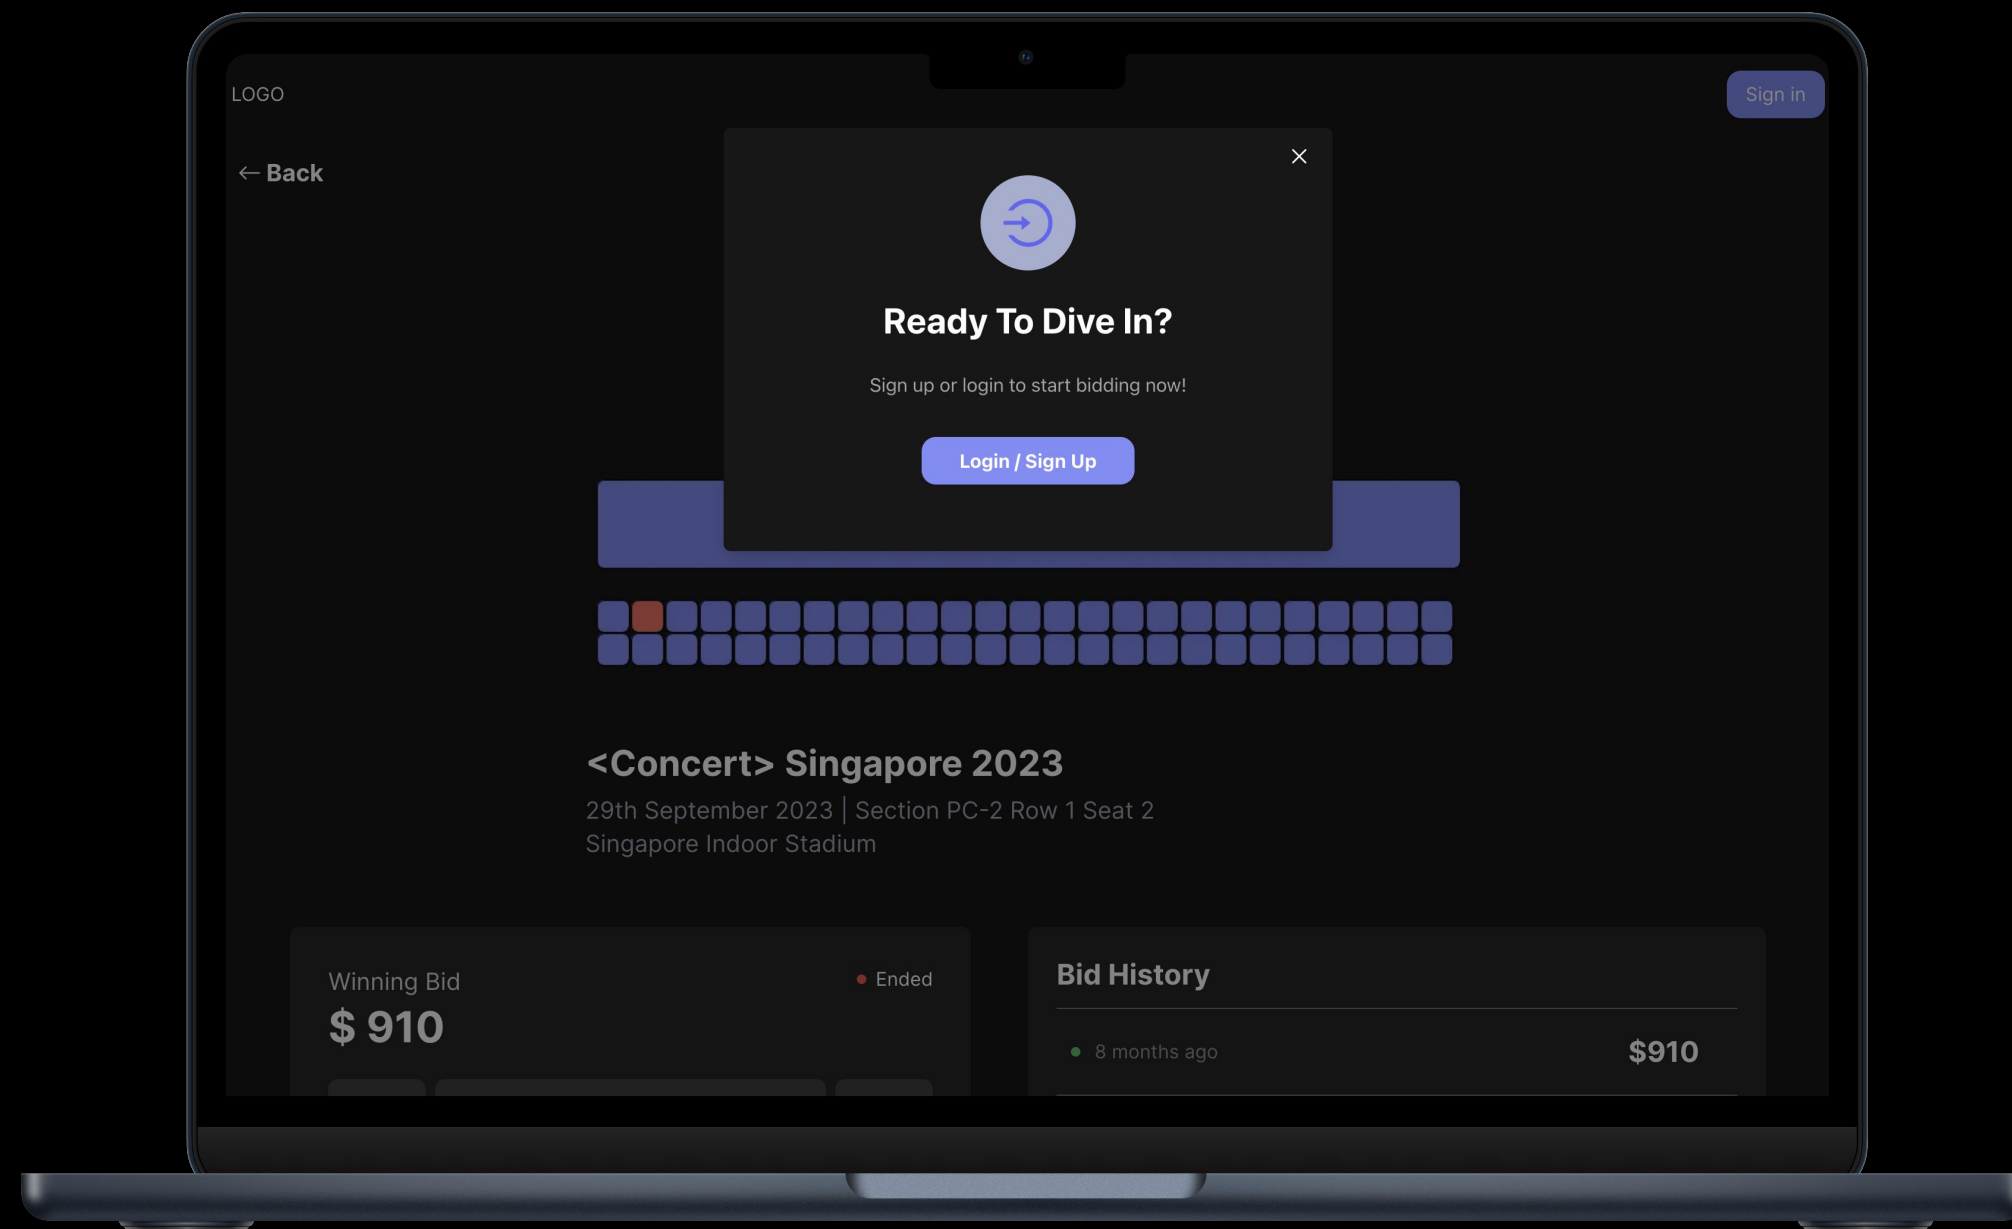 LOGO
Sign in
← Back
Ready To Dive In?
Sign up or login to start bidding now!
Login / Sign Up
<Concert> Singapore 2023
29th September 2023 | Section PC-2 Row 1 Seat 2
Singapore Indoor Stadium
Winning Bid
Ended
$ 910
Bid History
8 months ago
$910